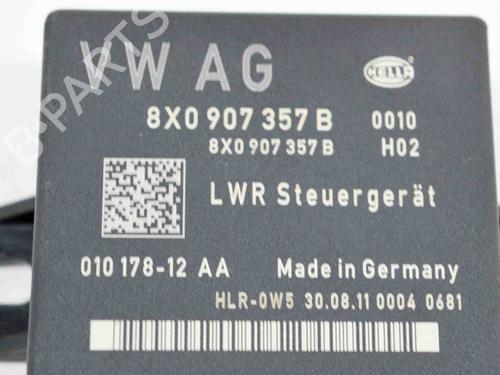 VW AG
HELLA
8X0 907 357 B 0010
8X0 907 357 B H02
LWR Steuergerät
010 178-12 AA Made in Germany
HLR-0W5 30.08.11 0004 0681
B-PARTS